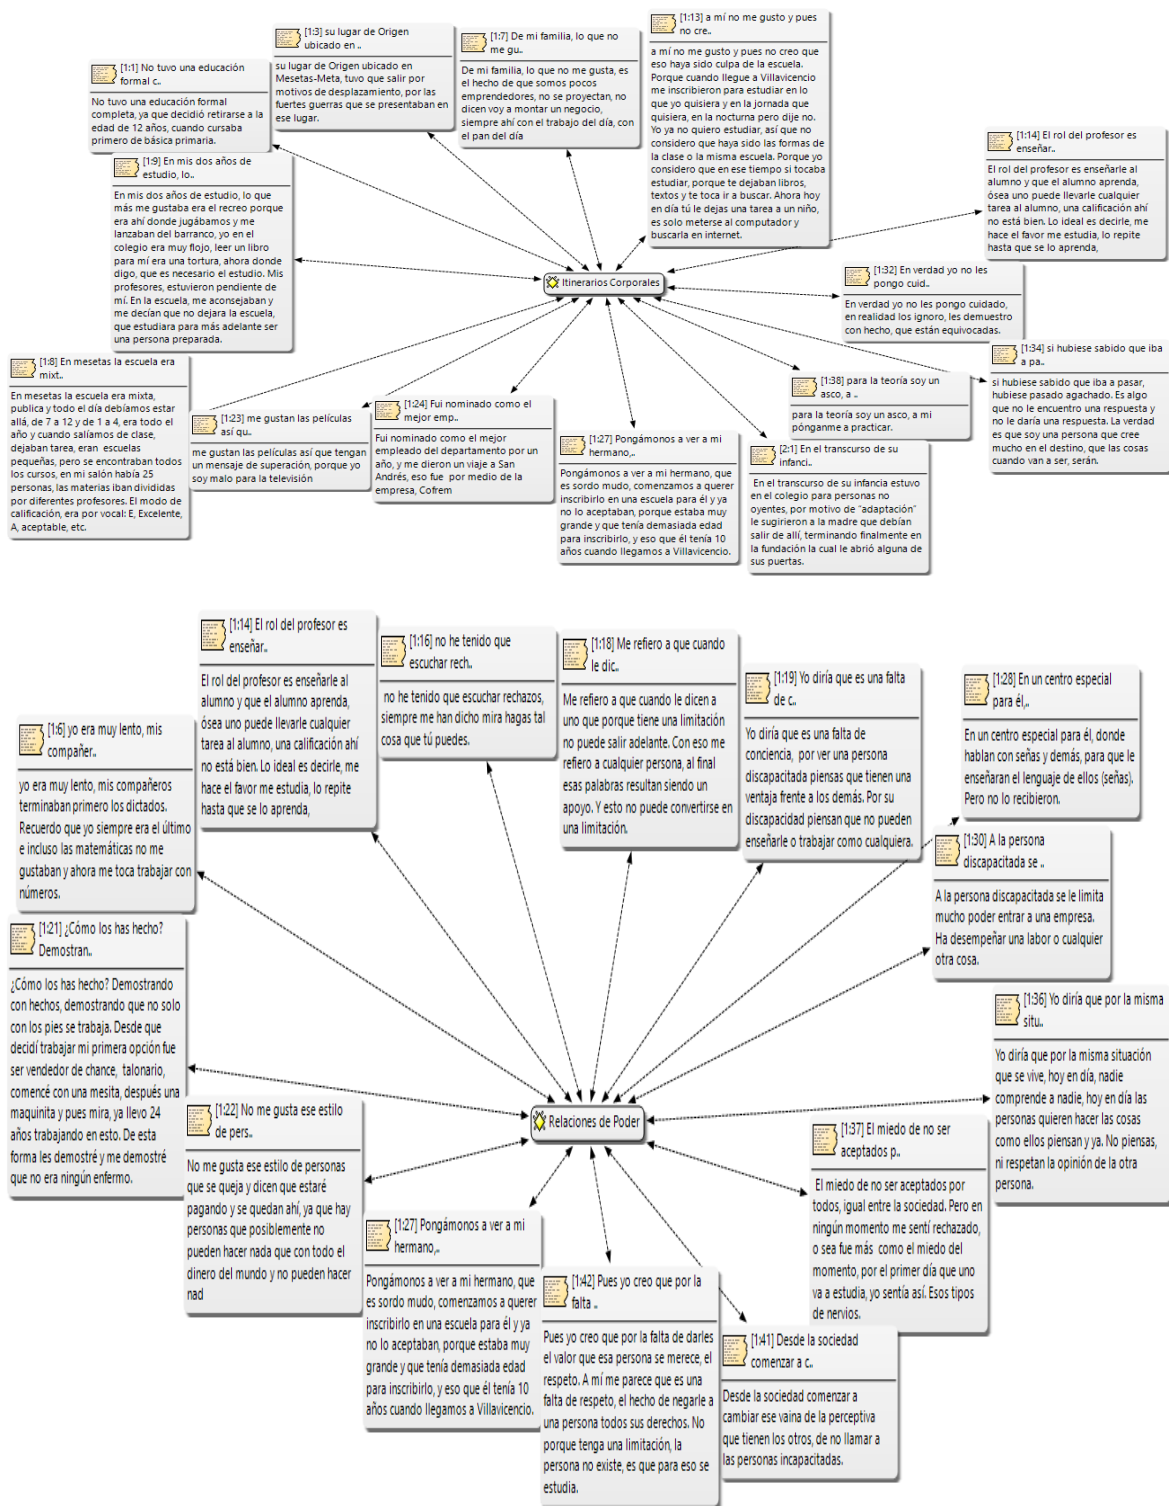 [1:3] su lugar de Origen
ubicado en ..
su lugar de Origen ubicado en
Mesetas-Meta, tuvo que salir por
motivos de desplazamiento, por las
fuertes guerras que se presentaban en
ese lugar.
[1:7] De mi familia, lo que no
me gu..
De mi familia, lo que no me gusta, es
el hecho de que somos pocos
emprendedores, no se proyectan, no
dicen voy a montar un negocio,
siempre ahí con el trabajo del día, con
el pan del día
[1:13] a mí no me gusto y pues
no cre..
a mí no me gusto y pues no creo que
eso haya sido culpa de la escuela.
Porque cuando llegue a Villavicencio
me inscribieron para estudiar en lo
que yo quisiera y en la jornada que
quisiera, en la nocturna pero dije no.
Yo ya no quiero estudiar, así que no
considero que haya sido las formas de
la clase o la misma escuela. Porque yo
considero que en ese tiempo si tocaba
estudiar, porque te dejaban libros,
textos y te toca ir a buscar. Ahora hoy
en día tú le dejas una tarea a un niño,
es solo meterse al computador y
buscarla en internet.
[1:1] No tuvo una educación
formal c..
No tuvo una educación formal
completa, ya que decidió retirarse a la
edad de 12 años, cuando cursaba
primero de básica primaria.
[1:14] El rol del profesor es
enseñar..
El rol del profesor es enseñarle al
alumno y que el alumno aprenda,
ósea uno puede llevarle cualquier
tarea al alumno, una calificación ahí
no está bien. Lo ideal es decirle, me
hace el favor me estudia, lo repite
hasta que se lo aprenda,
[1:9] En mis dos años de
estudio, lo..
En mis dos años de estudio, lo que
más me gustaba era el recreo porque
era ahí donde jugábamos y me
lanzaban del barranco, yo en el
colegio era muy flojo, leer un libro
para mí era una tortura, ahora donde
digo, que es necesario el estudio. Mis
profesores, estuvieron pendiente de
mí. En la escuela, me aconsejaban y
me decían que no dejara la escuela,
que estudiara para más adelante ser
una persona preparada.
Itinerarios Corporales
[1:32] En verdad yo no les
pongo cuid..
En verdad yo no les pongo cuidado,
en realidad los ignoro, les demuestro
con hecho, que están equivocadas.
[1:34] si hubiese sabido que iba
a pa..
si hubiese sabido que iba a pasar,
hubiese pasado agachado. Es algo
que no le encuentro una respuesta y
no le daría una respuesta. La verdad
es que soy una persona que cree
mucho en el destino, que las cosas
cuando van a ser, serán.
[1:8] En mesetas la escuela era
mixt..
En mesetas la escuela era mixta,
publica y todo el día debíamos estar
allá, de 7 a 12 y de 1 a 4, era todo el
año y cuando salíamos de clase,
dejaban tarea, eran escuelas
pequeñas, pero se encontraban todos
los cursos, en mi salón había 25
personas, las materias iban divididas
por diferentes profesores. El modo de
calificación, era por vocal: E, Excelente,
A, aceptable, etc.
[1:23] me gustan las películas
así qu..
me gustan las películas así que tengan
un mensaje de superación, porque yo
soy malo para la televisión
[1:24] Fui nominado como el
mejor emp..
Fui nominado como el mejor
empleado del departamento por un
año, y me dieron un viaje a San
Andrés, eso fue por medio de la
empresa, Cofrem
[1:27] Pongámonos a ver a mi
hermano,..
Pongámonos a ver a mi hermano, que
es sordo mudo, comenzamos a querer
inscribirlo en una escuela para él y ya
no lo aceptaban, porque estaba muy
grande y que tenía demasiada edad
para inscribirlo, y eso que él tenía 10
años cuando llegamos a Villavicencio.
[1:38] para la teoría soy un
asco, a ..
para la teoría soy un asco, a mi
pónganme a practicar.
[2:1] En el transcurso de su
infanci..
En el transcurso de su infancia estuvo
en el colegio para personas no
oyentes, por motivo de “adaptación”
le sugirieron a la madre que debían
salir de allí, terminando finalmente en
la fundación la cual le abrió alguna de
sus puertas.
[1:14] El rol del profesor es
enseñar..
El rol del profesor es enseñarle al
alumno y que el alumno aprenda,
ósea uno puede llevarle cualquier
tarea al alumno, una calificación ahí
no está bien. Lo ideal es decirle, me
hace el favor me estudia, lo repite
hasta que se lo aprenda,
[1:16] no he tenido que
escuchar rech..
no he tenido que escuchar rechazos,
siempre me han dicho mira hagas tal
cosa que tú puedes.
[1:18] Me refiero a que cuando
le dic..
Me refiero a que cuando le dicen a
uno que porque tiene una limitación
no puede salir adelante. Con eso me
refiero a cualquier persona, al final
esas palabras resultan siendo un
apoyo. Y esto no puede convertirse en
una limitación.
[1:19] Yo diría que es una falta
de c..
Yo diría que es una falta de
conciencia, por ver una persona
discapacitada piensas que tienen una
ventaja frente a los demás. Por su
discapacidad piensan que no pueden
enseñarle o trabajar como cualquiera.
[1:28] En un centro especial
para él,..
En un centro especial para él, donde
hablan con señas y demás, para que le
enseñaran el lenguaje de ellos (señas).
Pero no lo recibieron.
[1:6] yo era muy lento, mis
compañer..
yo era muy lento, mis compañeros
terminaban primero los dictados.
Recuerdo que yo siempre era el último
e incluso las matemáticas no me
gustaban y ahora me toca trabajar con
números.
[1:30] A la persona
discapacitada se ..
A la persona discapacitada se le limita
mucho poder entrar a una empresa.
Ha desempeñar una labor o cualquier
otra cosa.
[1:21] ¿Cómo los has hecho?
Demostran..
¿Cómo los has hecho? Demostrando
con hechos, demostrando que no solo
con los pies se trabaja. Desde que
decidí trabajar mi primera opción fue
ser vendedor de chance, talonario,
comencé con una mesita, después una
maquinita y pues mira, ya llevo 24
años trabajando en esto. De esta
forma les demostré y me demostré
que no era ningún enfermo.
[1:36] Yo diría que por la misma
situ..
Yo diría que por la misma situación
que se vive, hoy en día, nadie
comprende a nadie, hoy en día las
personas quieren hacer las cosas
como ellos piensan y ya. No piensas,
ni respetan la opinión de la otra
persona.
Relaciones de Poder
[1:22] No me gusta ese estilo
de pers..
No me gusta ese estilo de personas
que se queja y dicen que estaré
pagando y se quedan ahí, ya que hay
personas que posiblemente no
pueden hacer nada que con todo el
dinero del mundo y no pueden hacer
nad
[1:37] El miedo de no ser
aceptados p..
El miedo de no ser aceptados por
todos, igual entre la sociedad. Pero en
ningún momento me sentí rechazado,
o sea fue más como el miedo del
momento, por el primer día que uno
va a estudia, yo sentía así. Esos tipos
de nervios.
[1:27] Pongámonos a ver a mi
hermano,..
Pongámonos a ver a mi hermano, que
es sordo mudo, comenzamos a querer
inscribirlo en una escuela para él y ya
no lo aceptaban, porque estaba muy
grande y que tenía demasiada edad
para inscribirlo, y eso que él tenía 10
años cuando llegamos a Villavicencio.
[1:42] Pues yo creo que por la
falta ..
Pues yo creo que por la falta de darles
el valor que esa persona se merece, el
respeto. A mí me parece que es una
falta de respeto, el hecho de negarle a
una persona todos sus derechos. No
porque tenga una limitación, la
persona no existe, es que para eso se
estudia.
[1:41] Desde la sociedad
comenzar a c..
Desde la sociedad comenzar a
cambiar ese vaina de la perceptiva
que tienen los otros, de no llamar a
las personas incapacitadas.